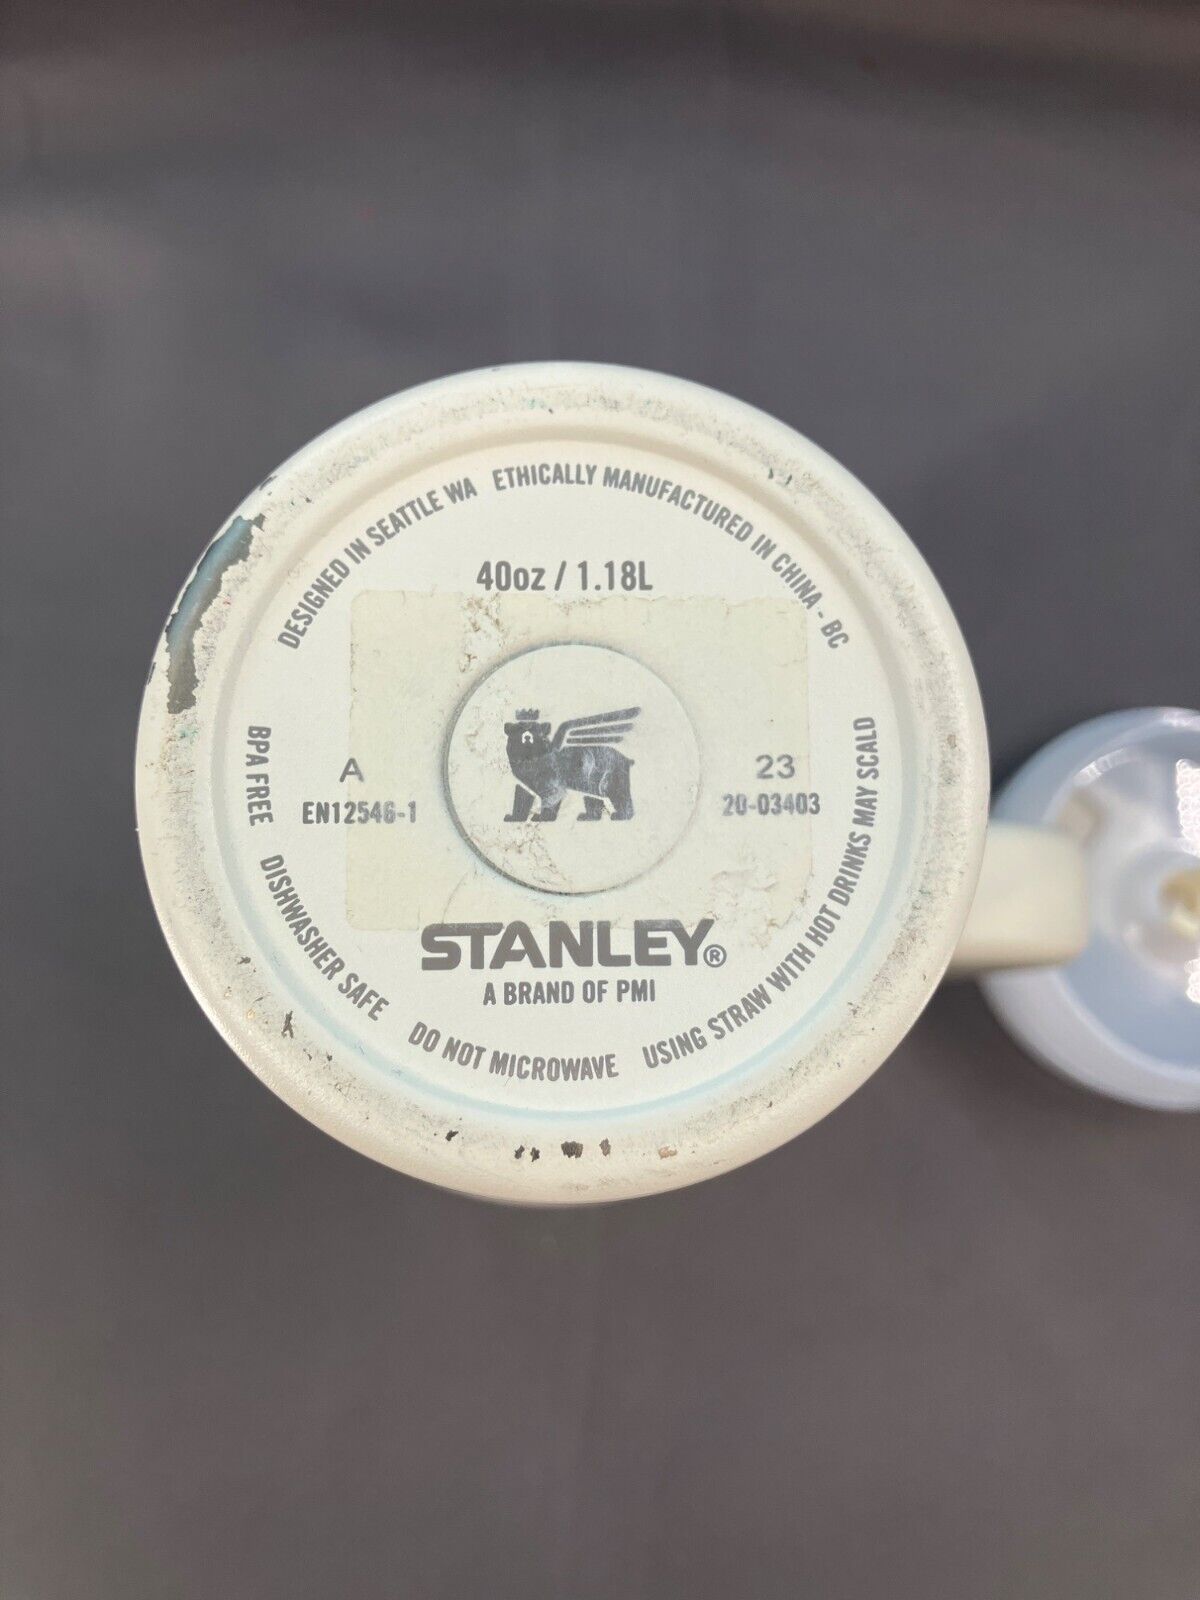 DESIGNED IN SEATTLE WA
ETHICALLY MANUFACTURED IN CHINA - BC
40oz / 1.18L
A
EN12546-1
23
20-03403
STANLEY®
A BRAND OF PMI
BPA FREE
DISHWASHER SAFE
DO NOT MICROWAVE
USING STRAW WITH HOT DRINKS MAY SCALD